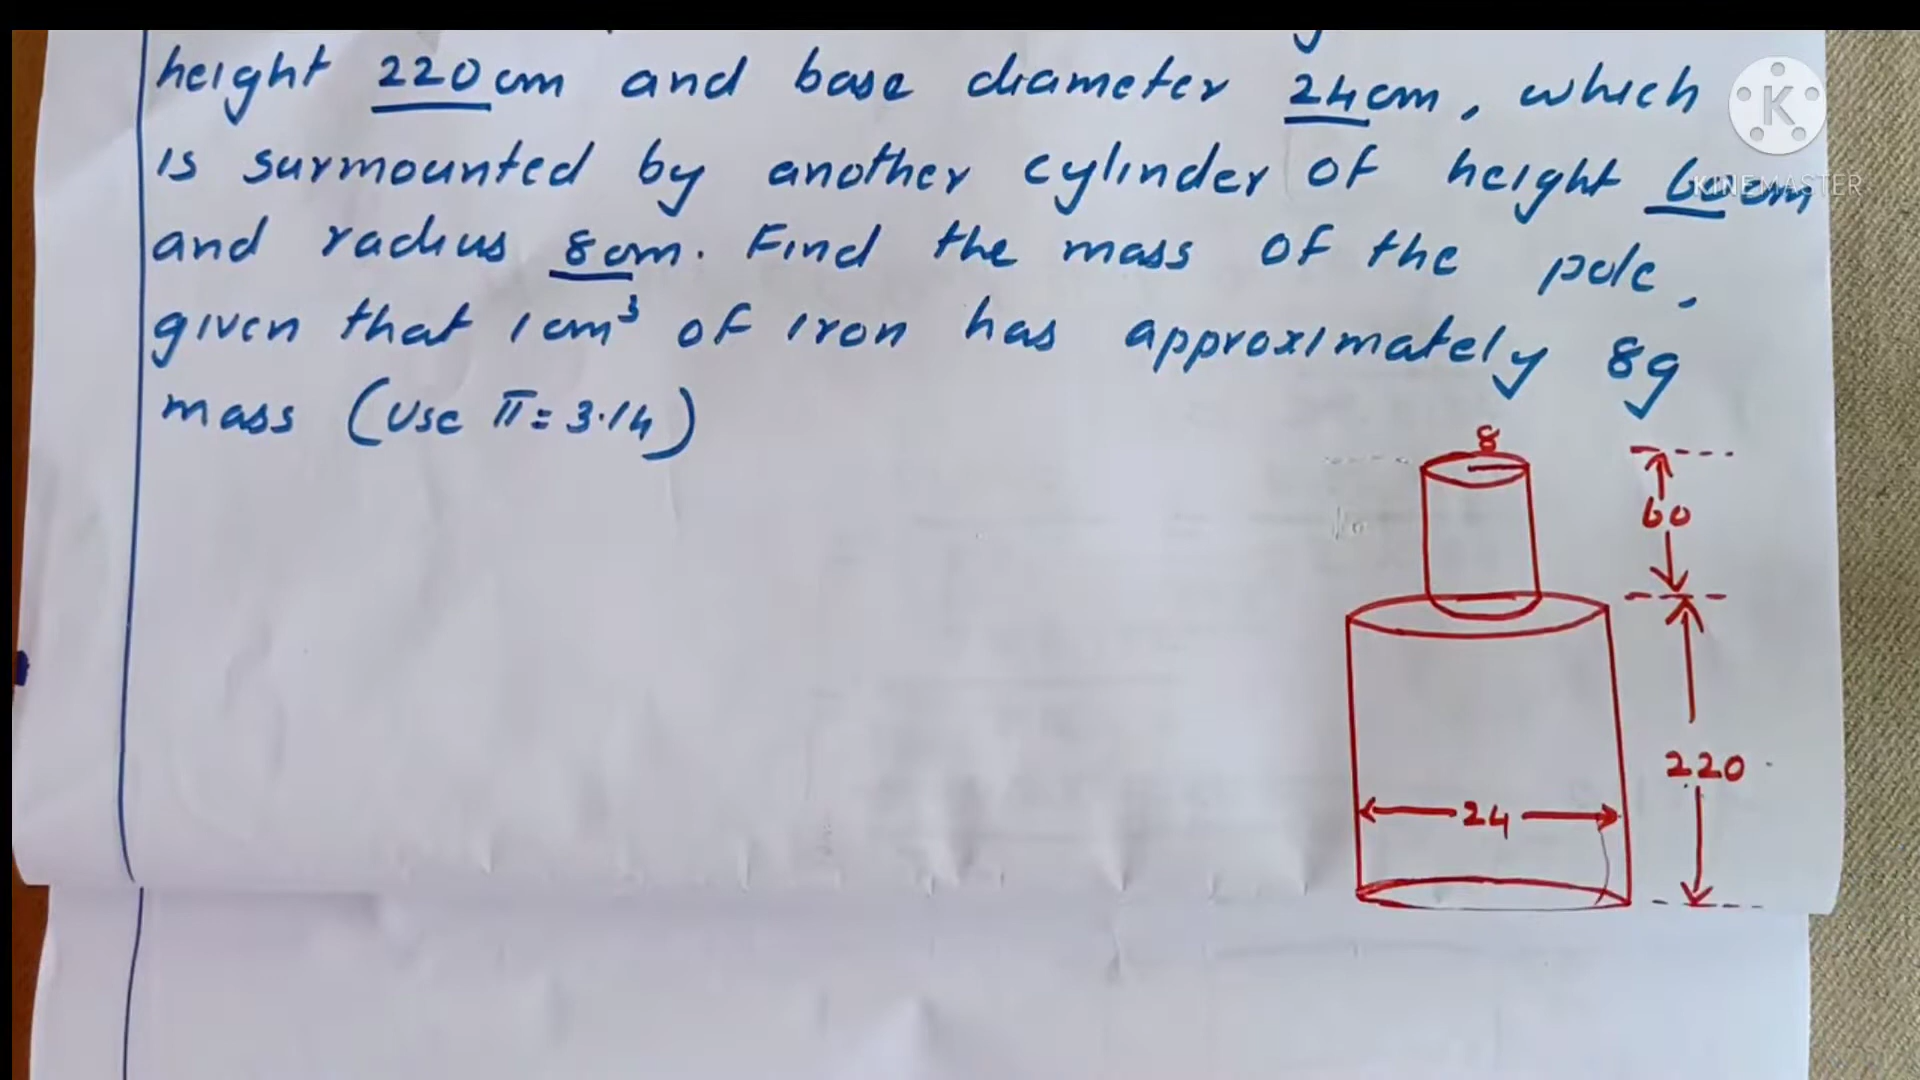 height 220cm and base diameter 24cm, which
is surmounted by another cylinder of height 60cm
and radius 8cm. Find the mass of the pole,
given that 1cm³ of iron has approximately 8g
mass (Use π = 3.14)
8
60
220
24
K
KINEMASTER